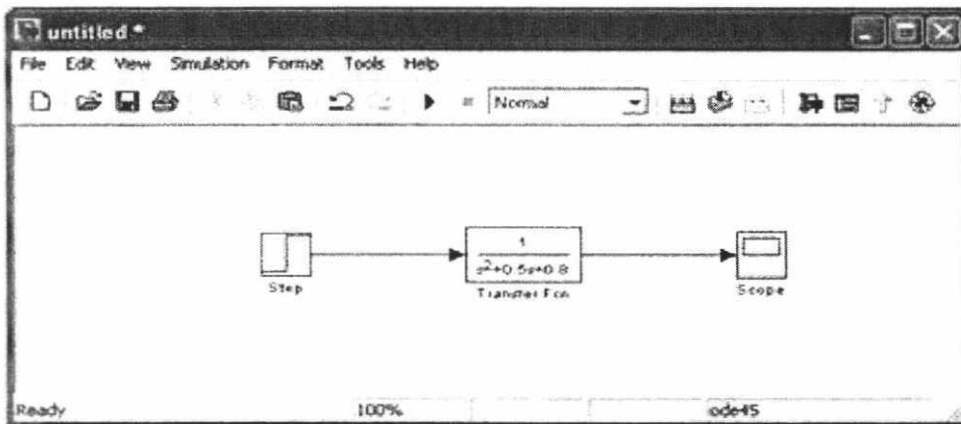 untitled *
File Edit View Simulation Format Tools Help
Normal
1
s²+0.5s+0.8
Step
Transfer Fcn
Scope
Ready 100% ode45